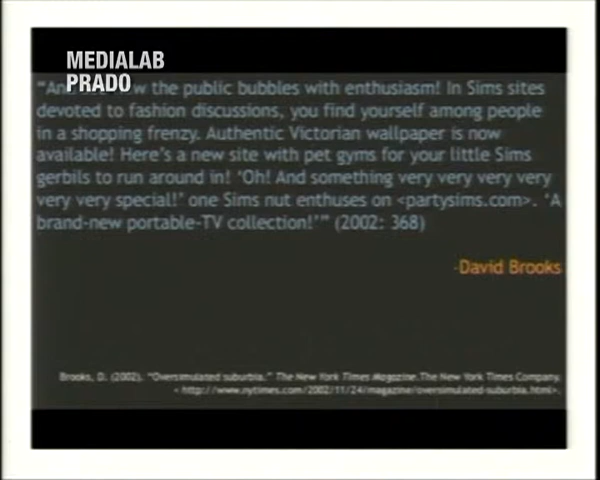 MEDIALAB
PRADO
w the public bubbles with enthusiasm! In Sims sites
devoted to fashion discussions, you find yourself among people
in a shopping frenzy. Authentic Victorian wallpaper is now
available! Here's a new site with pet gyms for your little Sims
gerbils to run around in! 'Oh! And something very very very very
very very special!' one Sims nut enthuses on <partysims.com>. 'A
brand-new portable-TV collection!'" (2002: 368)
-David Brooks
Brooks, D. (2002). "Oversimulated suburbia." The New York Times Magazine.The New York Times Company.
< http://www.nytimes.com/2002/11/24/magazine/oversimulated-suburbia.html>.